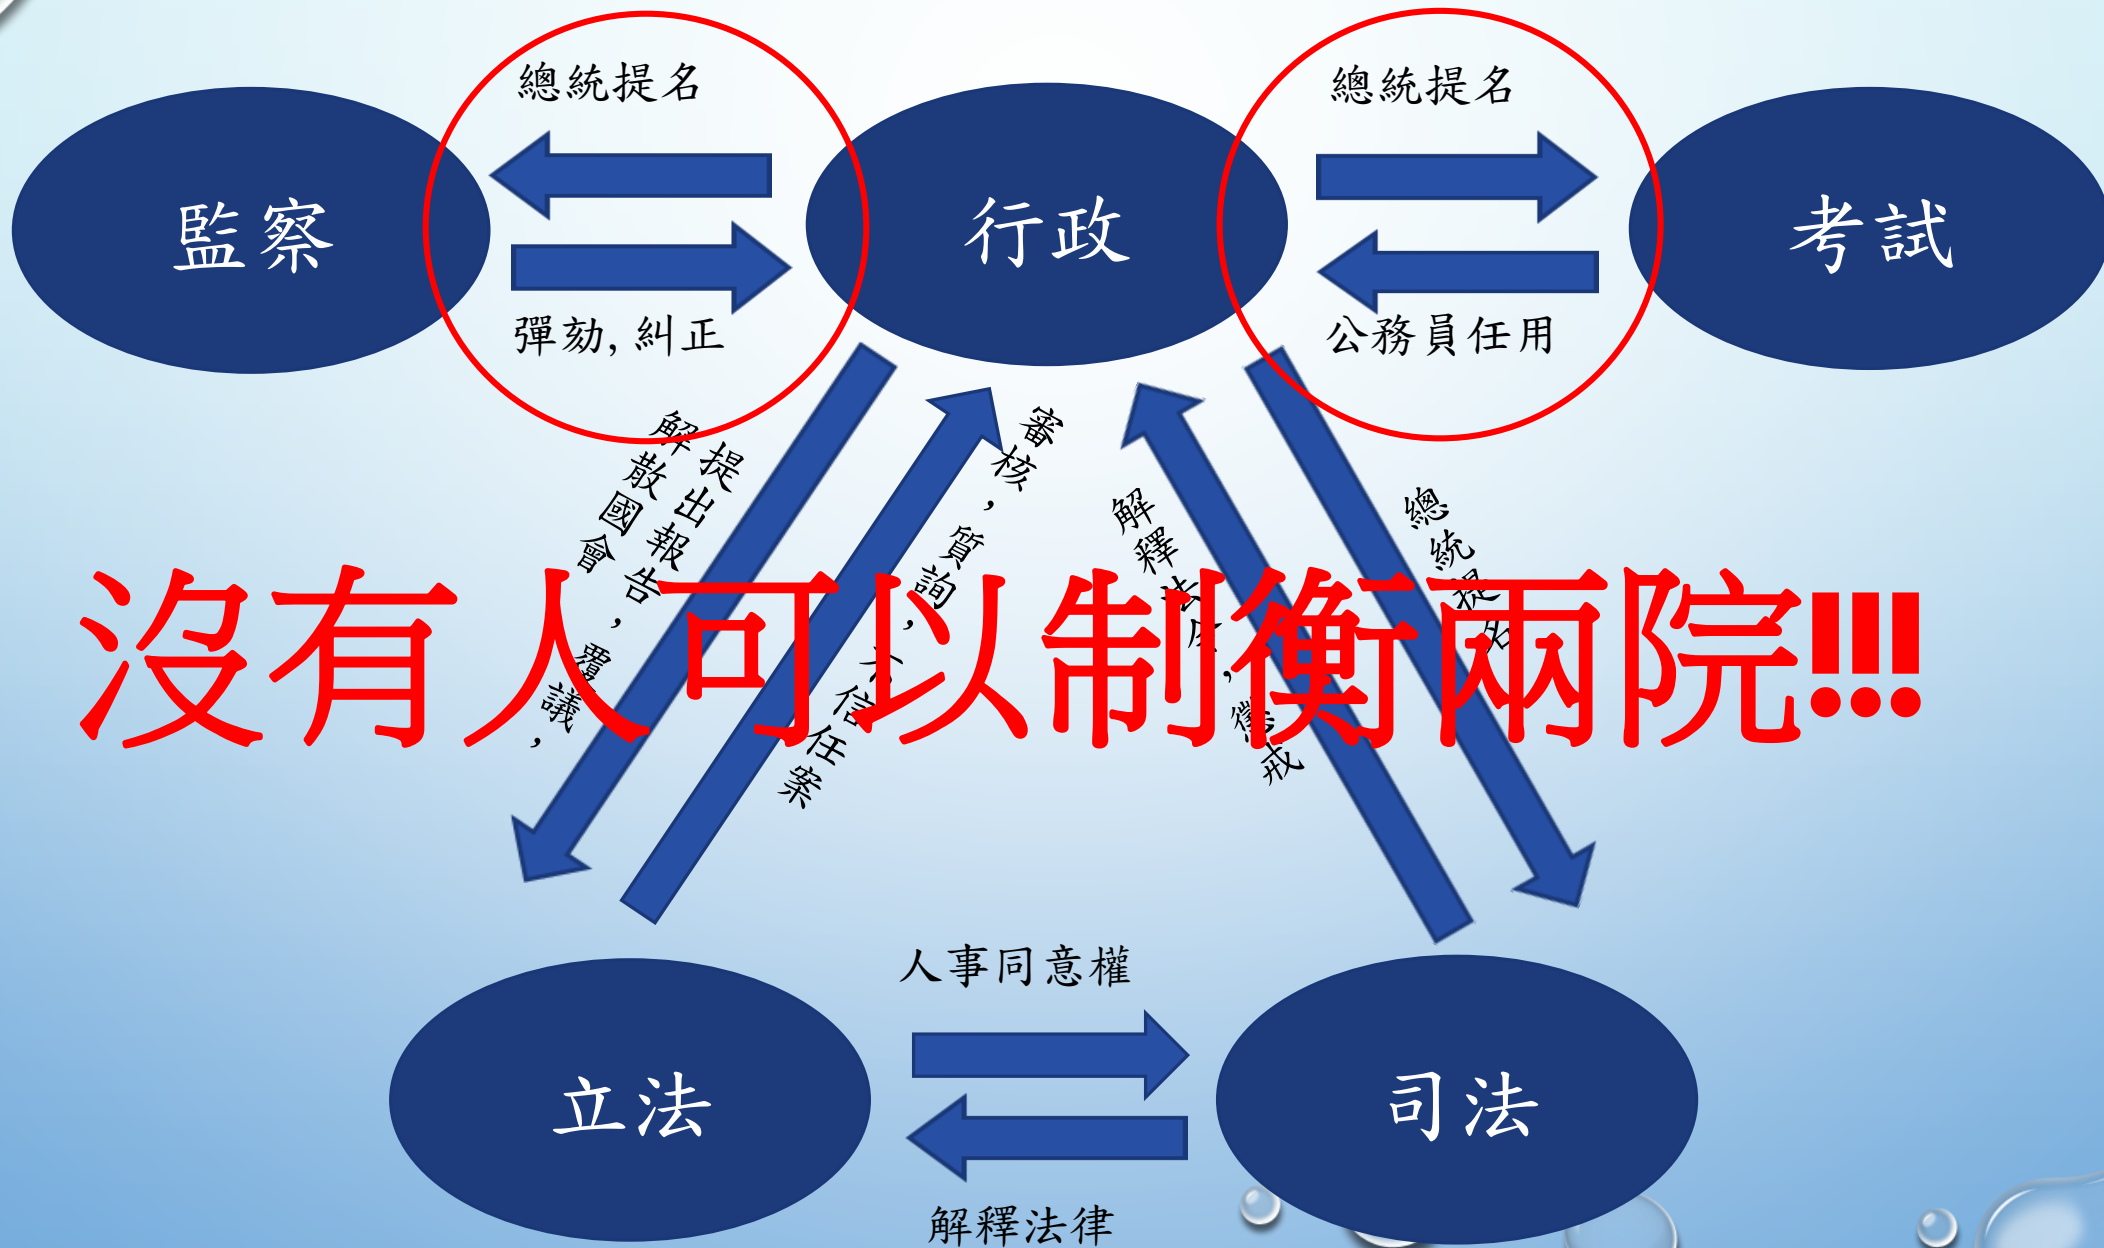 總統提名
總統提名
監察
行政
考試
彈劾, 糾正
公務員任用
提出報告，覆議，
解散國會
審核，質詢，不信任案
解釋法令，懲戒
總統提名
沒有人可以制衡兩院!!!
人事同意權
立法
司法
解釋法律